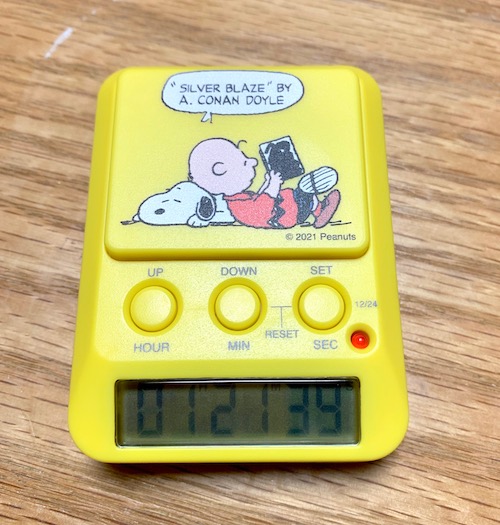 "SILVER BLAZE" BY
A. CONAN DOYLE
© 2021 Peanuts
UP DOWN SET
12/24
RESET
HOUR MIN SEC
01 21 39